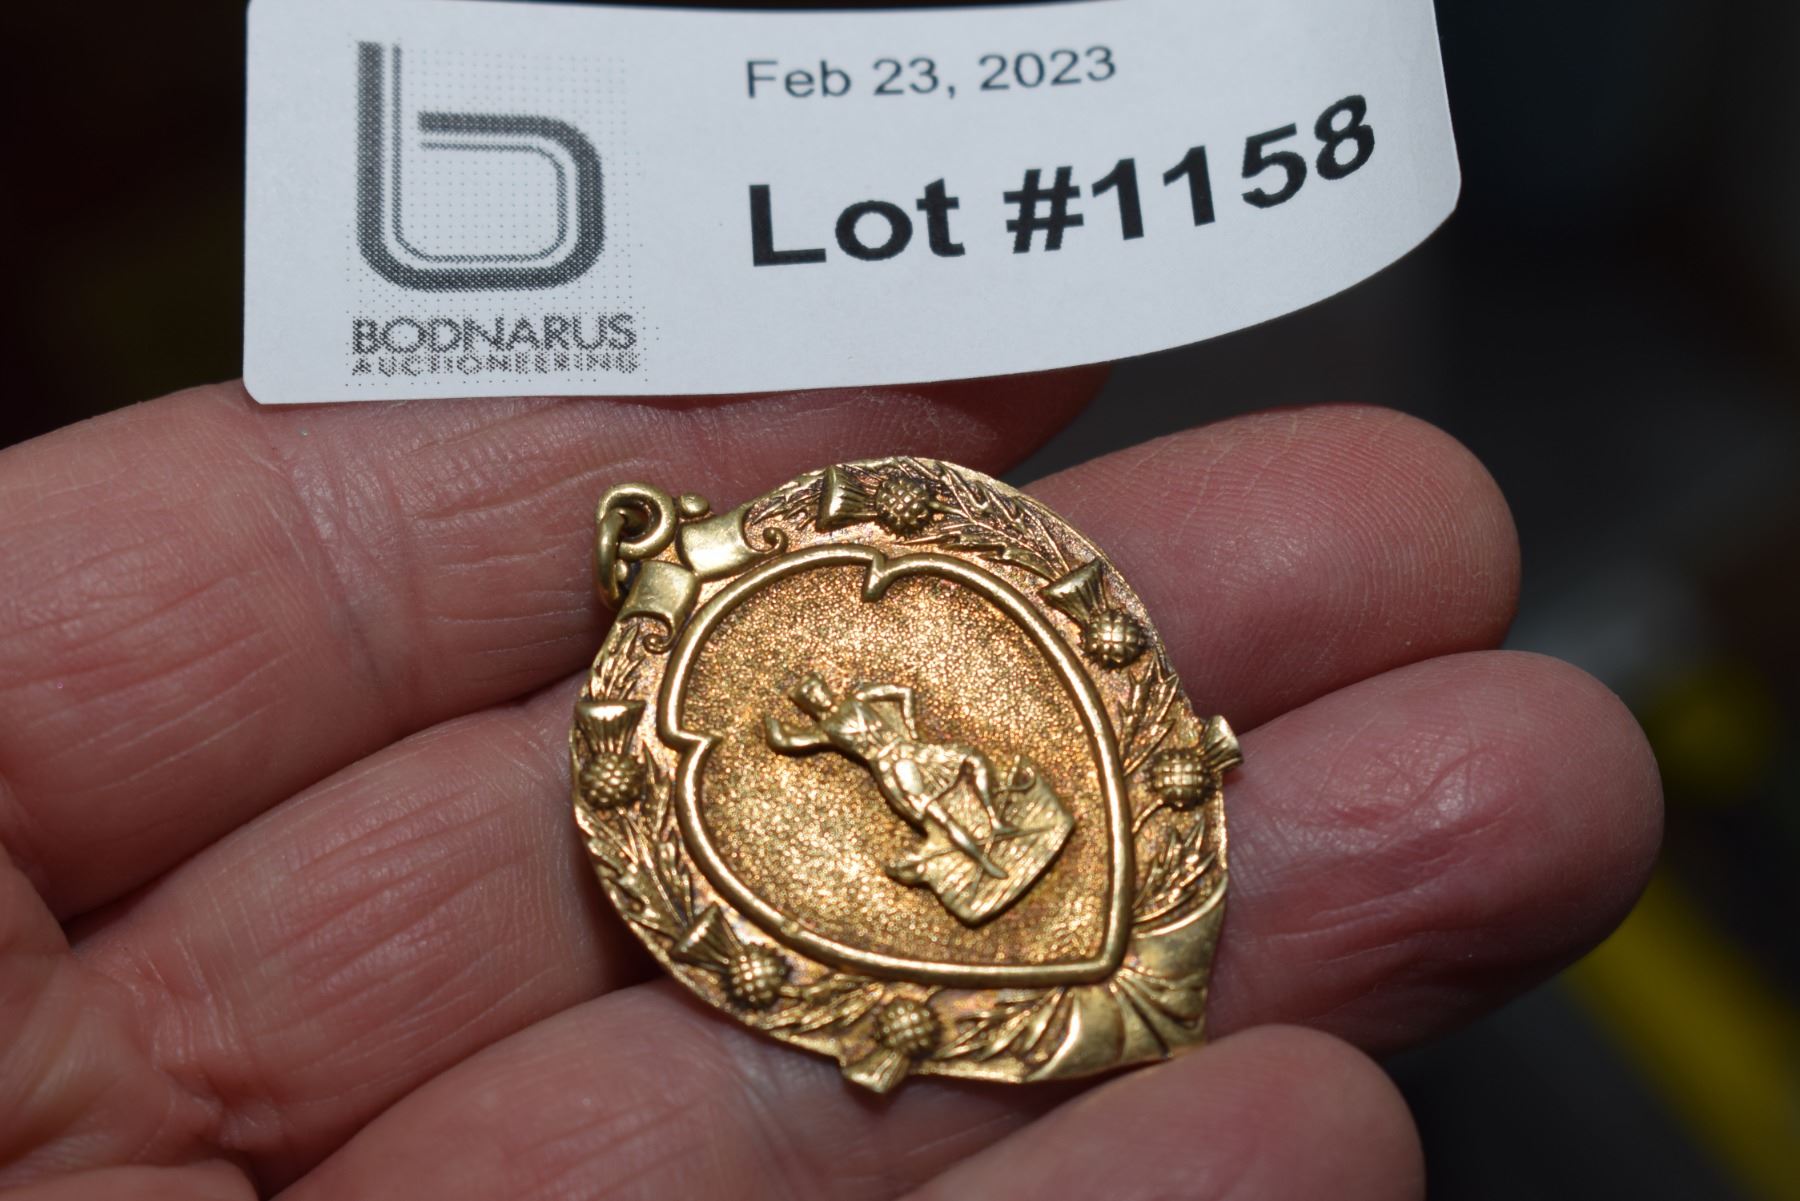 b
BODNARUS
AUCTIONEERING
Feb 23, 2023
Lot #1158